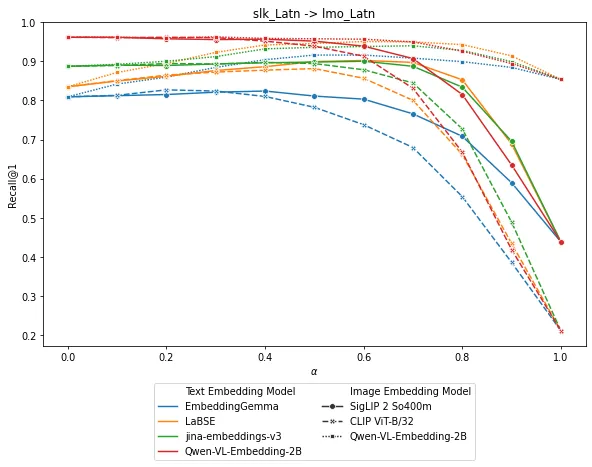 slk_Latn -> lmo_Latn
Recall@1
1.0
0.9
0.8
0.7
0.6
0.5
0.4
0.3
0.2
0.0 0.2 0.4 0.6 0.8 1.0
α
Text Embedding Model Image Embedding Model
EmbeddingGemma SigLIP 2 So400m
LaBSE CLIP ViT-B/32
jina-embeddings-v3 Qwen-VL-Embedding-2B
Qwen-VL-Embedding-2B